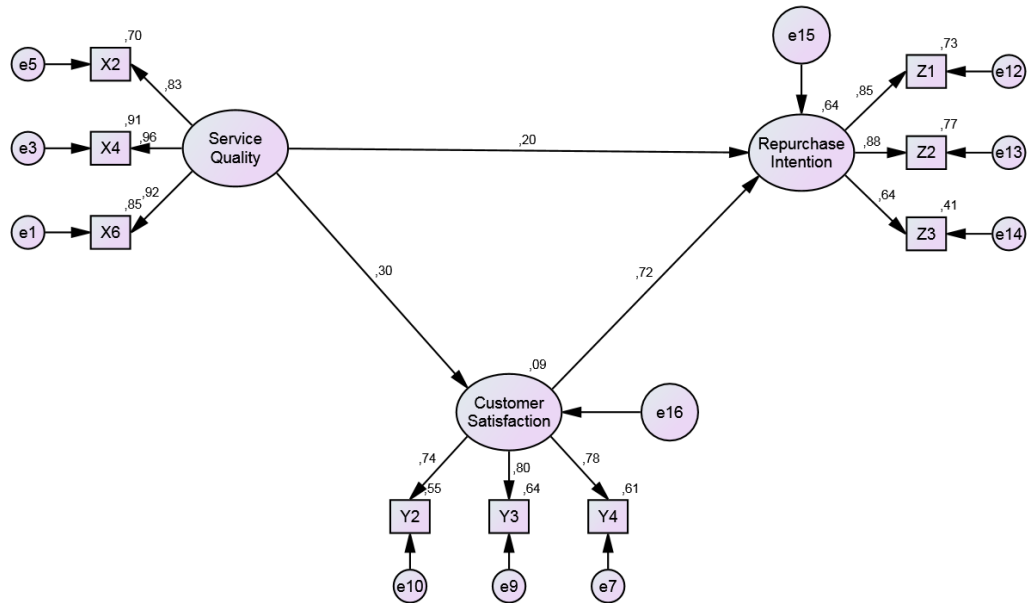 ,70
e5
X2
,83
,91
e3
X4
,96
,92
,85
e1
X6
Service
Quality
,20
,30
,72
e15
,64
Repurchase
Intention
,85
,73
Z1
e12
,88
,77
Z2
e13
,64
,41
Z3
e14
,09
Customer
Satisfaction
e16
,74
,55
Y2
e10
,80
,64
Y3
e9
,78
,61
Y4
e7